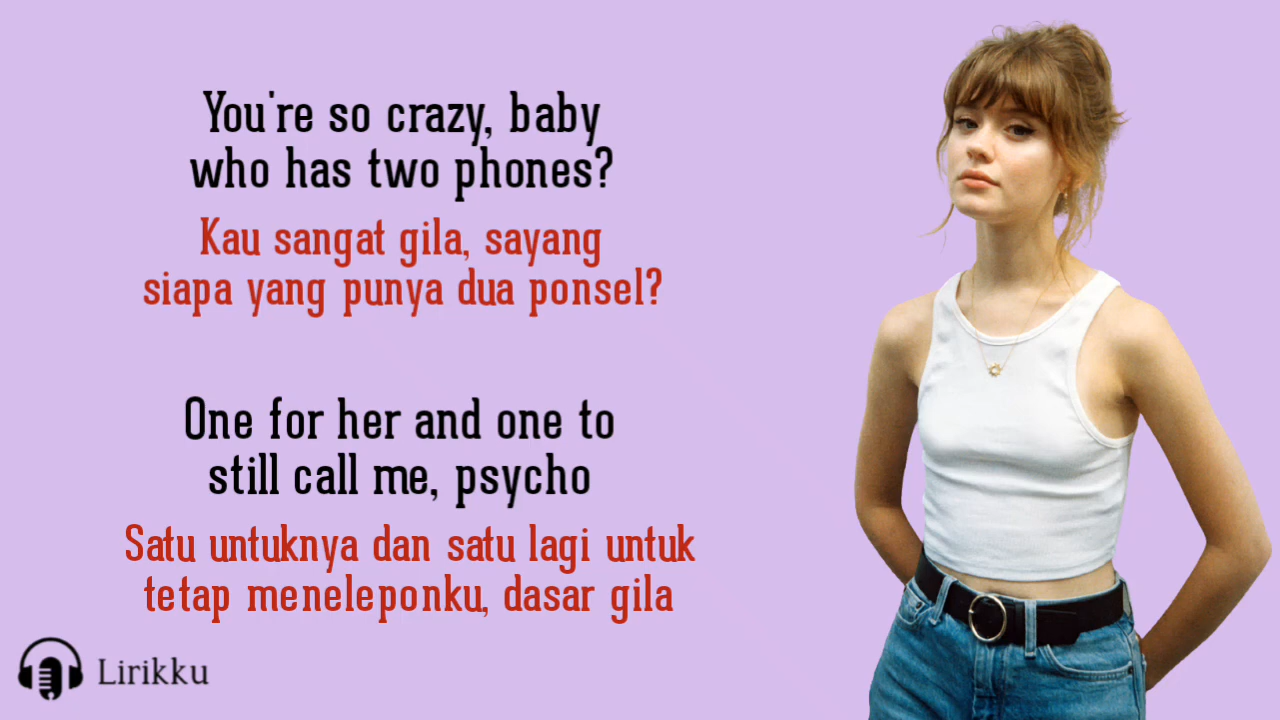 You're so crazy, baby
who has two phones?
Kau sangat gila, sayang
siapa yang punya dua ponsel?
One for her and one to
still call me, psycho
Satu untuknya dan satu lagi untuk
tetap meneleponku, dasar gila
Lirikku